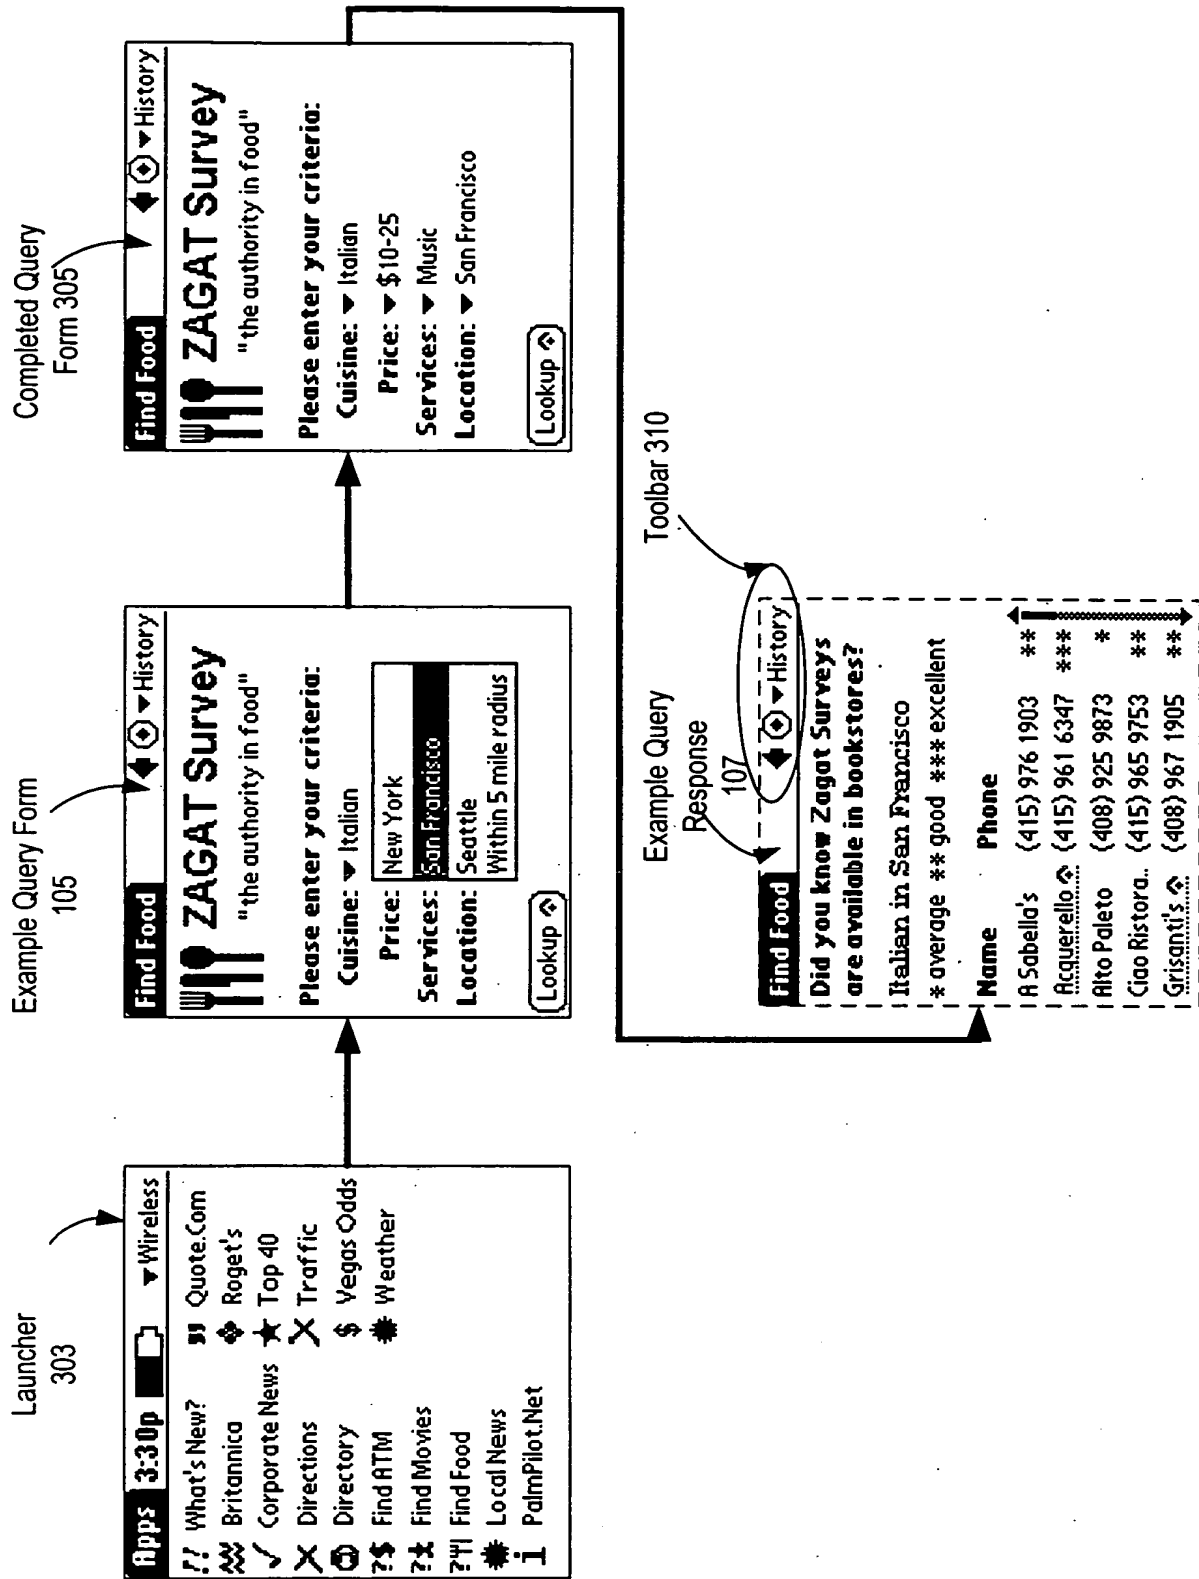 Launcher
303
Apps 3:30p Wireless
What's New?
Britannica
Corporate News
Directions
Directory
Find ATM
Find Movies
Find Food
Local News
PalmPilot.Net
Quote.Com
Roget's
Top 40
Traffic
Vegas Odds
Weather
Example Query Form
105
Find Food History
ZAGAT Survey
"the authority in food"
Please enter your criteria:
Cuisine: Italian
Price:
Services:
Location:
New York
San Francisco
Seattle
Within 5 mile radius
Lookup
Completed Query
Form 305
Find Food History
ZAGAT Survey
"the authority in food"
Please enter your criteria:
Cuisine: Italian
Price: $10-25
Services: Music
Location: San Francisco
Lookup
Example Query
Response
107
Toolbar 310
Find Food History
Did you know Zagat Surveys
are available in bookstores?
Italian in San Francisco
* average ** good *** excellent
Name Phone
A Sabella's (415) 976 1903 **
Acquerello (415) 961 6347 ***
Alto Paleto (408) 925 9873 *
Ciao Ristora.. (415) 965 9753 **
Grisanti's (408) 967 1905 **